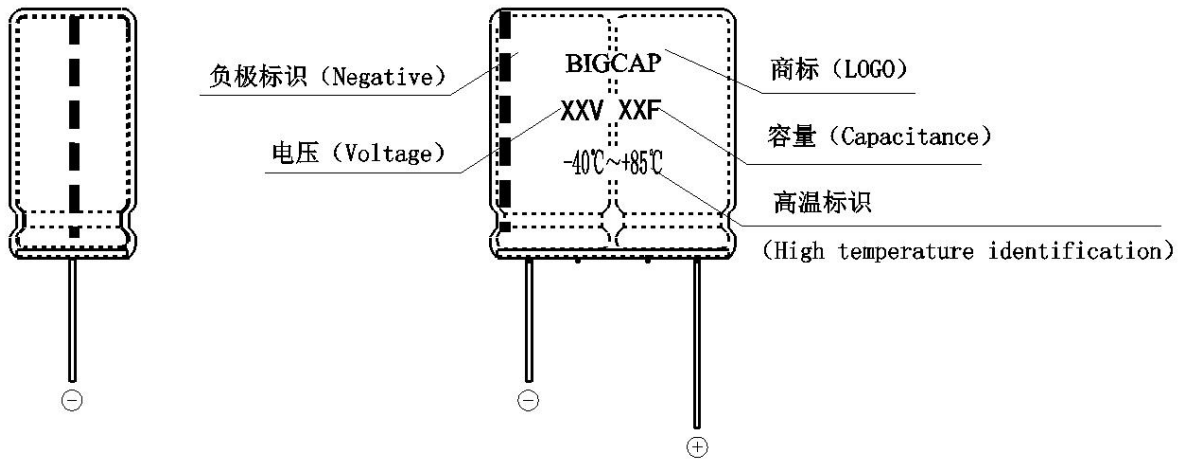 负极标识（Negative）
BIGCAP
商标（LOGO）
XXV XXF
容量（Capacitance）
电压（Voltage）
-40℃～+85℃
高温标识
（High temperature identification）
⊖
⊖
⊕